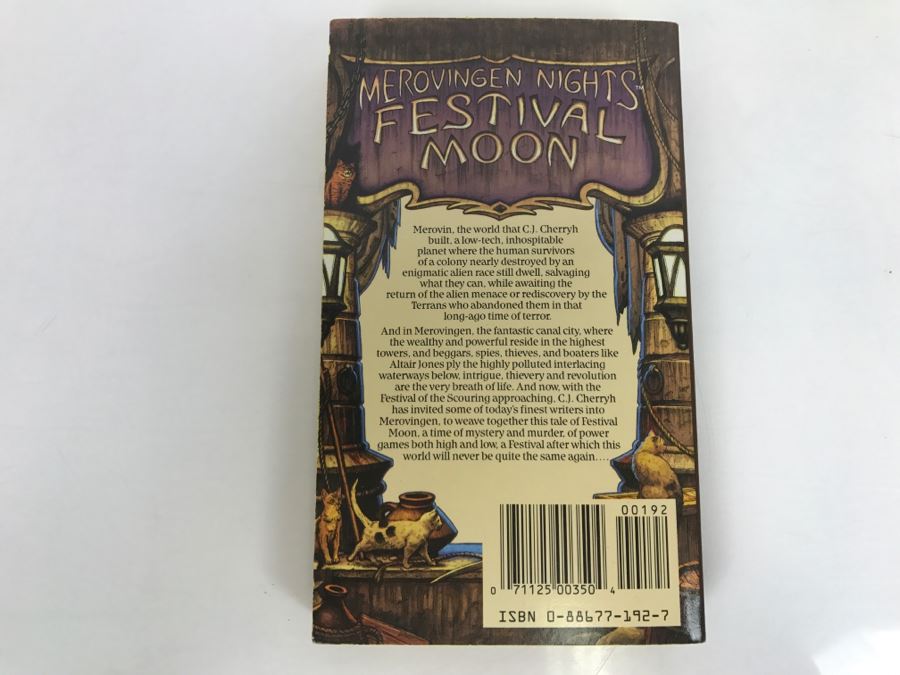 MEROVINGEN NIGHTS™
FESTIVAL
MOON
Merovin, the world that C.J. Cherryh
built, a low-tech, inhospitable
planet where the human survivors
of a colony nearly destroyed by an
enigmatic alien race still dwell, salvaging
what they can, while awaiting the
return of the alien menace or rediscovery by the
Terrans who abandoned them in that
long-ago time of terror.
And in Merovingen, the fantastic canal city, where
the wealthy and powerful reside in the highest
towers, and beggars, spies, thieves, and boaters like
Altair Jones ply the highly polluted interlacing
waterways below, intrigue, thievery and revolution
are the very breath of life. And now, with the
Festival of the Scouring approaching, C.J. Cherryh
has invited some of today's finest writers into
Merovingen, to weave together this tale of Festival
Moon, a time of mystery and murder, of power
games both high and low, a Festival after which this
world will never be quite the same again....
00192
0 71125 00350 4
ISBN 0-88677-192-7